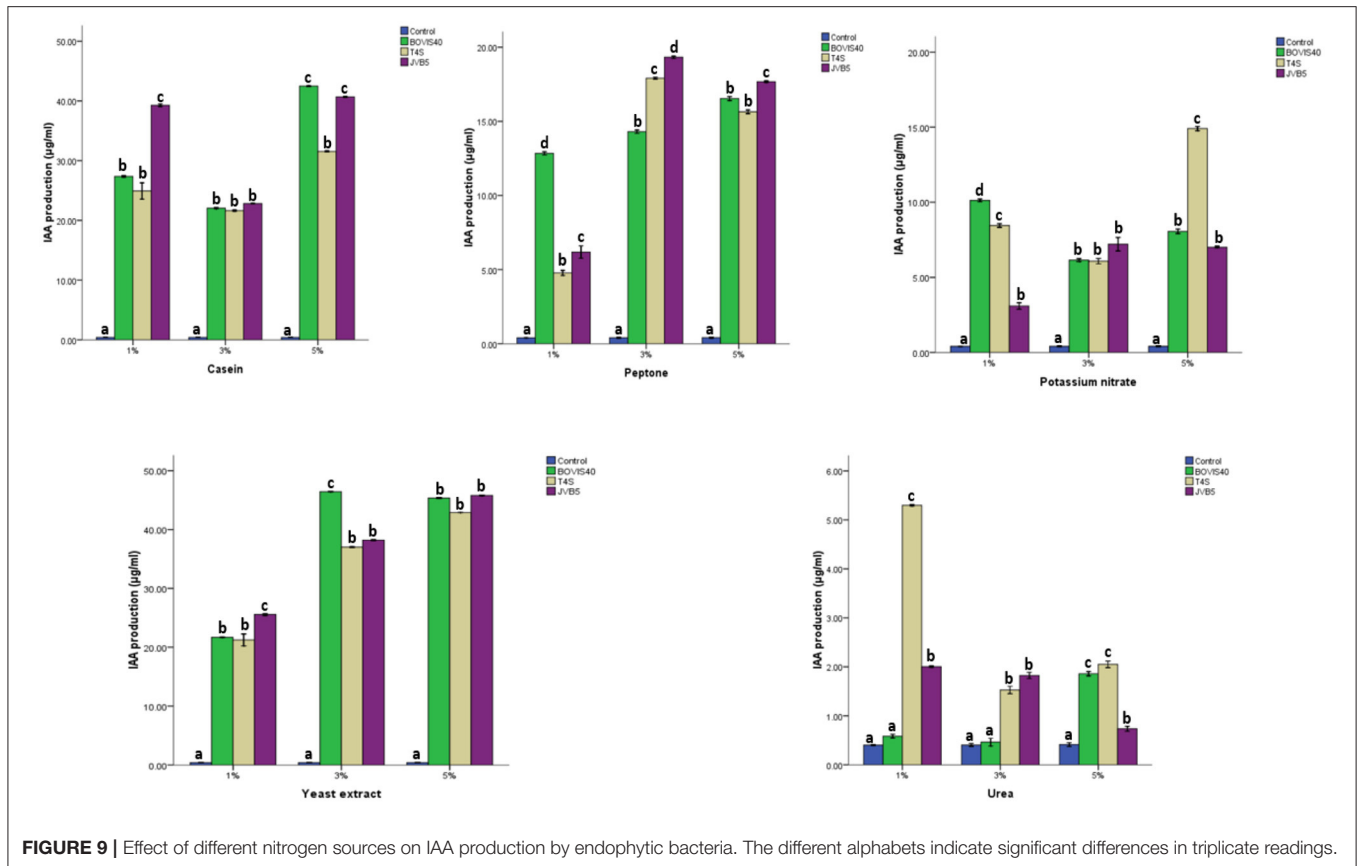 Control
BOVIS40
T4S
JVB5
50.00
40.00
30.00
20.00
10.00
0.00
IAA production (µg/ml)
a b b c
a b b b
a c b c
1% 3% 5%
Casein
Control
BOVIS40
T4S
JVB5
20.00
15.00
10.00
5.00
0.00
IAA production (µg/ml)
a d b c
a b c d
a b b c
1% 3% 5%
Peptone
Control
BOVIS40
T4S
JVB5
20.00
15.00
10.00
5.00
0.00
IAA production (µg/ml)
a d c b
a b b b
a b c b
1% 3% 5%
Potassium nitrate
Control
BOVIS40
T4S
JVB5
50.00
40.00
30.00
20.00
10.00
0.00
IAA production (µg/ml)
a b b c
a c b b
a b b b
1% 3% 5%
Yeast extract
Control
BOVIS40
T4S
JVB5
6.00
5.00
4.00
3.00
2.00
1.00
0.00
IAA production (µg/ml)
a a c b
a a b b
a c c b
1% 3% 5%
Urea
FIGURE 9 | Effect of different nitrogen sources on IAA production by endophytic bacteria. The different alphabets indicate significant differences in triplicate readings.